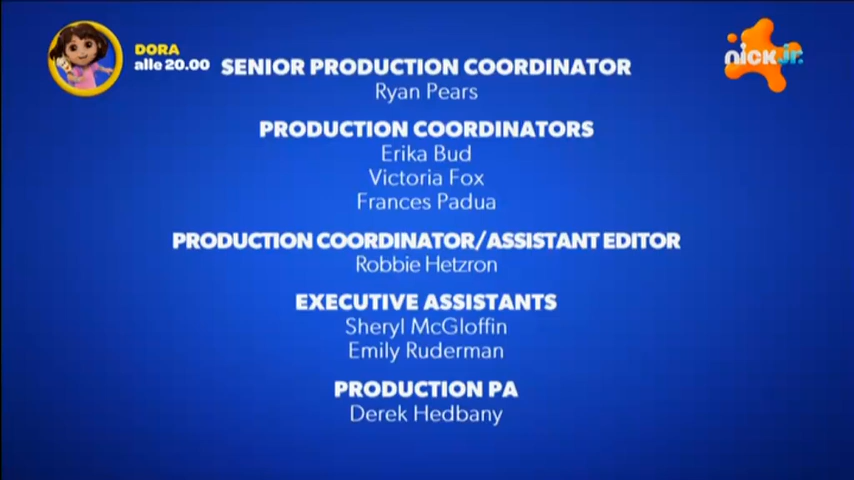 DORA
alle 20.00
nick jr.
SENIOR PRODUCTION COORDINATOR
Ryan Pears
PRODUCTION COORDINATORS
Erika Bud
Victoria Fox
Frances Padua
PRODUCTION COORDINATOR/ASSISTANT EDITOR
Robbie Hetzron
EXECUTIVE ASSISTANTS
Sheryl McGloffin
Emily Ruderman
PRODUCTION PA
Derek Hedbany